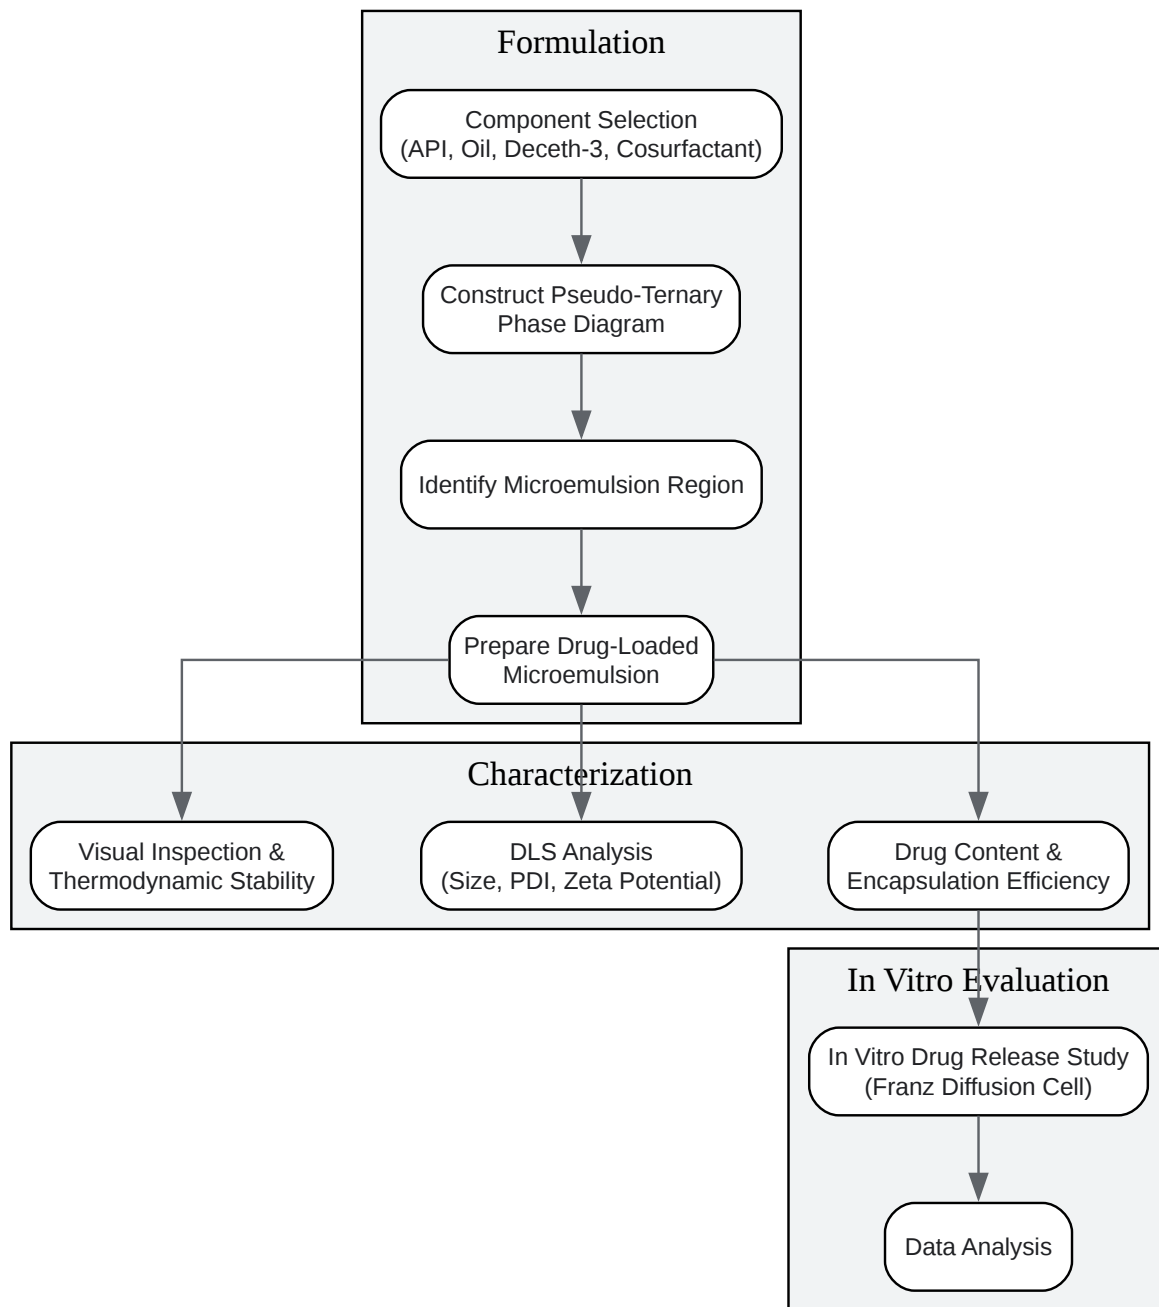 Formulation
Component Selection
(API, Oil, Deceth-3, Cosurfactant)
Construct Pseudo-Ternary
Phase Diagram
Identify Microemulsion Region
Prepare Drug-Loaded
Microemulsion
Characterization
Visual Inspection &
Thermodynamic Stability
DLS Analysis
(Size, PDI, Zeta Potential)
Drug Content &
Encapsulation Efficiency
In Vitro Evaluation
In Vitro Drug Release Study
(Franz Diffusion Cell)
Data Analysis